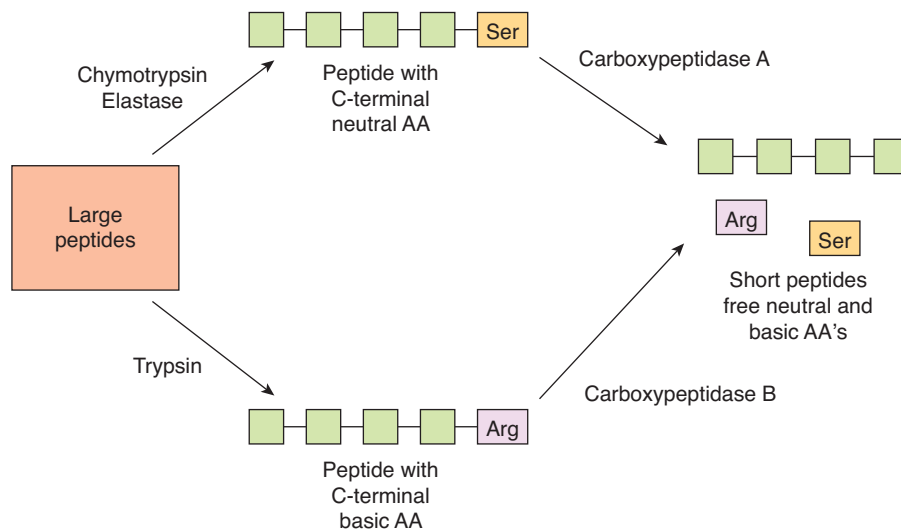 Ser
Chymotrypsin
Elastase
Peptide with
C-terminal
neutral AA
Carboxypeptidase A
Large
peptides
Arg
Ser
Short peptides
free neutral and
basic AA's
Trypsin
Carboxypeptidase B
Arg
Peptide with
C-terminal
basic AA